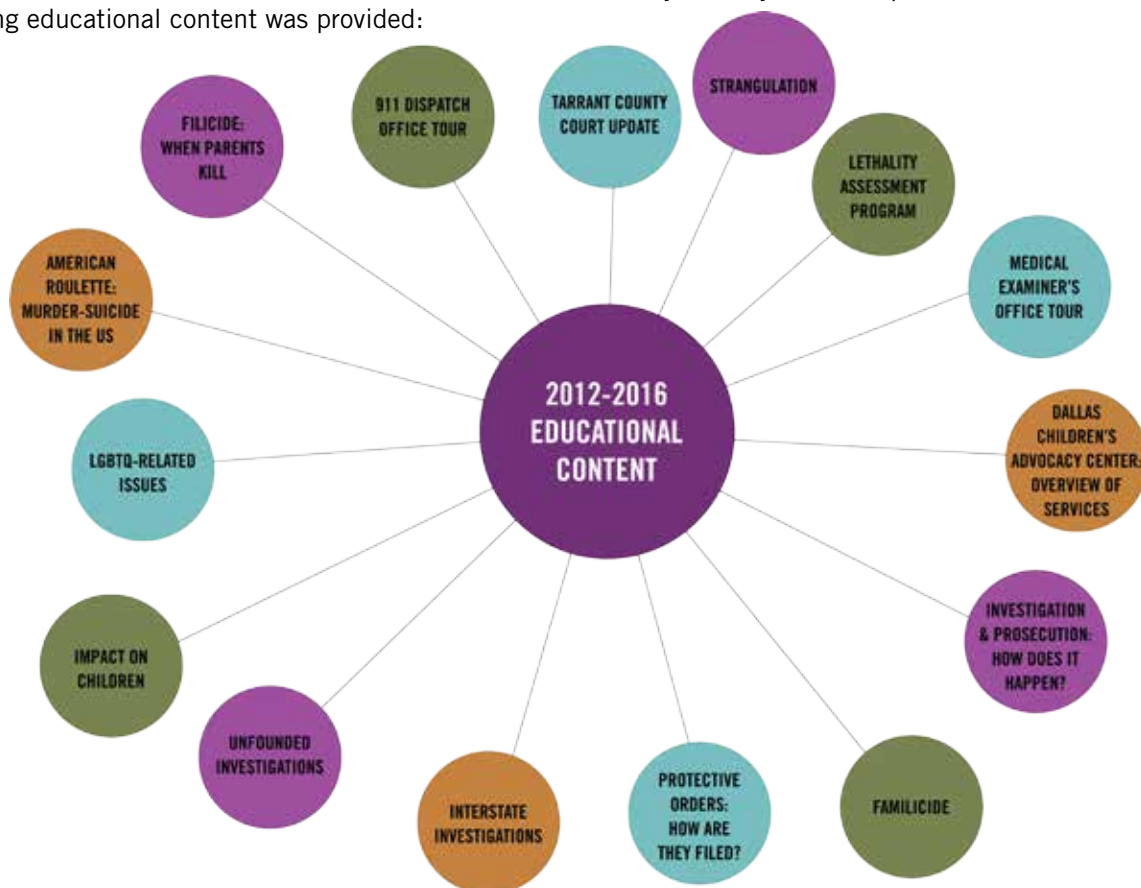 ng educational content was provided:
STRANGULATION
911 DISPATCH
OFFICE TOUR
TARRANT COUNTY
COURT UPDATE
FILICIDE:
WHEN PARENTS
KILL
LETHALITY
ASSESSMENT
PROGRAM
AMERICAN
ROULETTE:
MURDER-SUICIDE
IN THE US
MEDICAL
EXAMINER'S
OFFICE TOUR
2012-2016
EDUCATIONAL
CONTENT
DALLAS
CHILDREN'S
ADVOCACY CENTER:
OVERVIEW OF
SERVICES
LGBTQ-RELATED
ISSUES
INVESTIGATION
& PROSECUTION:
HOW DOES IT
HAPPEN?
IMPACT ON
CHILDREN
UNFOUNDED
INVESTIGATIONS
INTERSTATE
INVESTIGATIONS
PROTECTIVE
ORDERS:
HOW ARE
THEY FILED?
FAMILICIDE